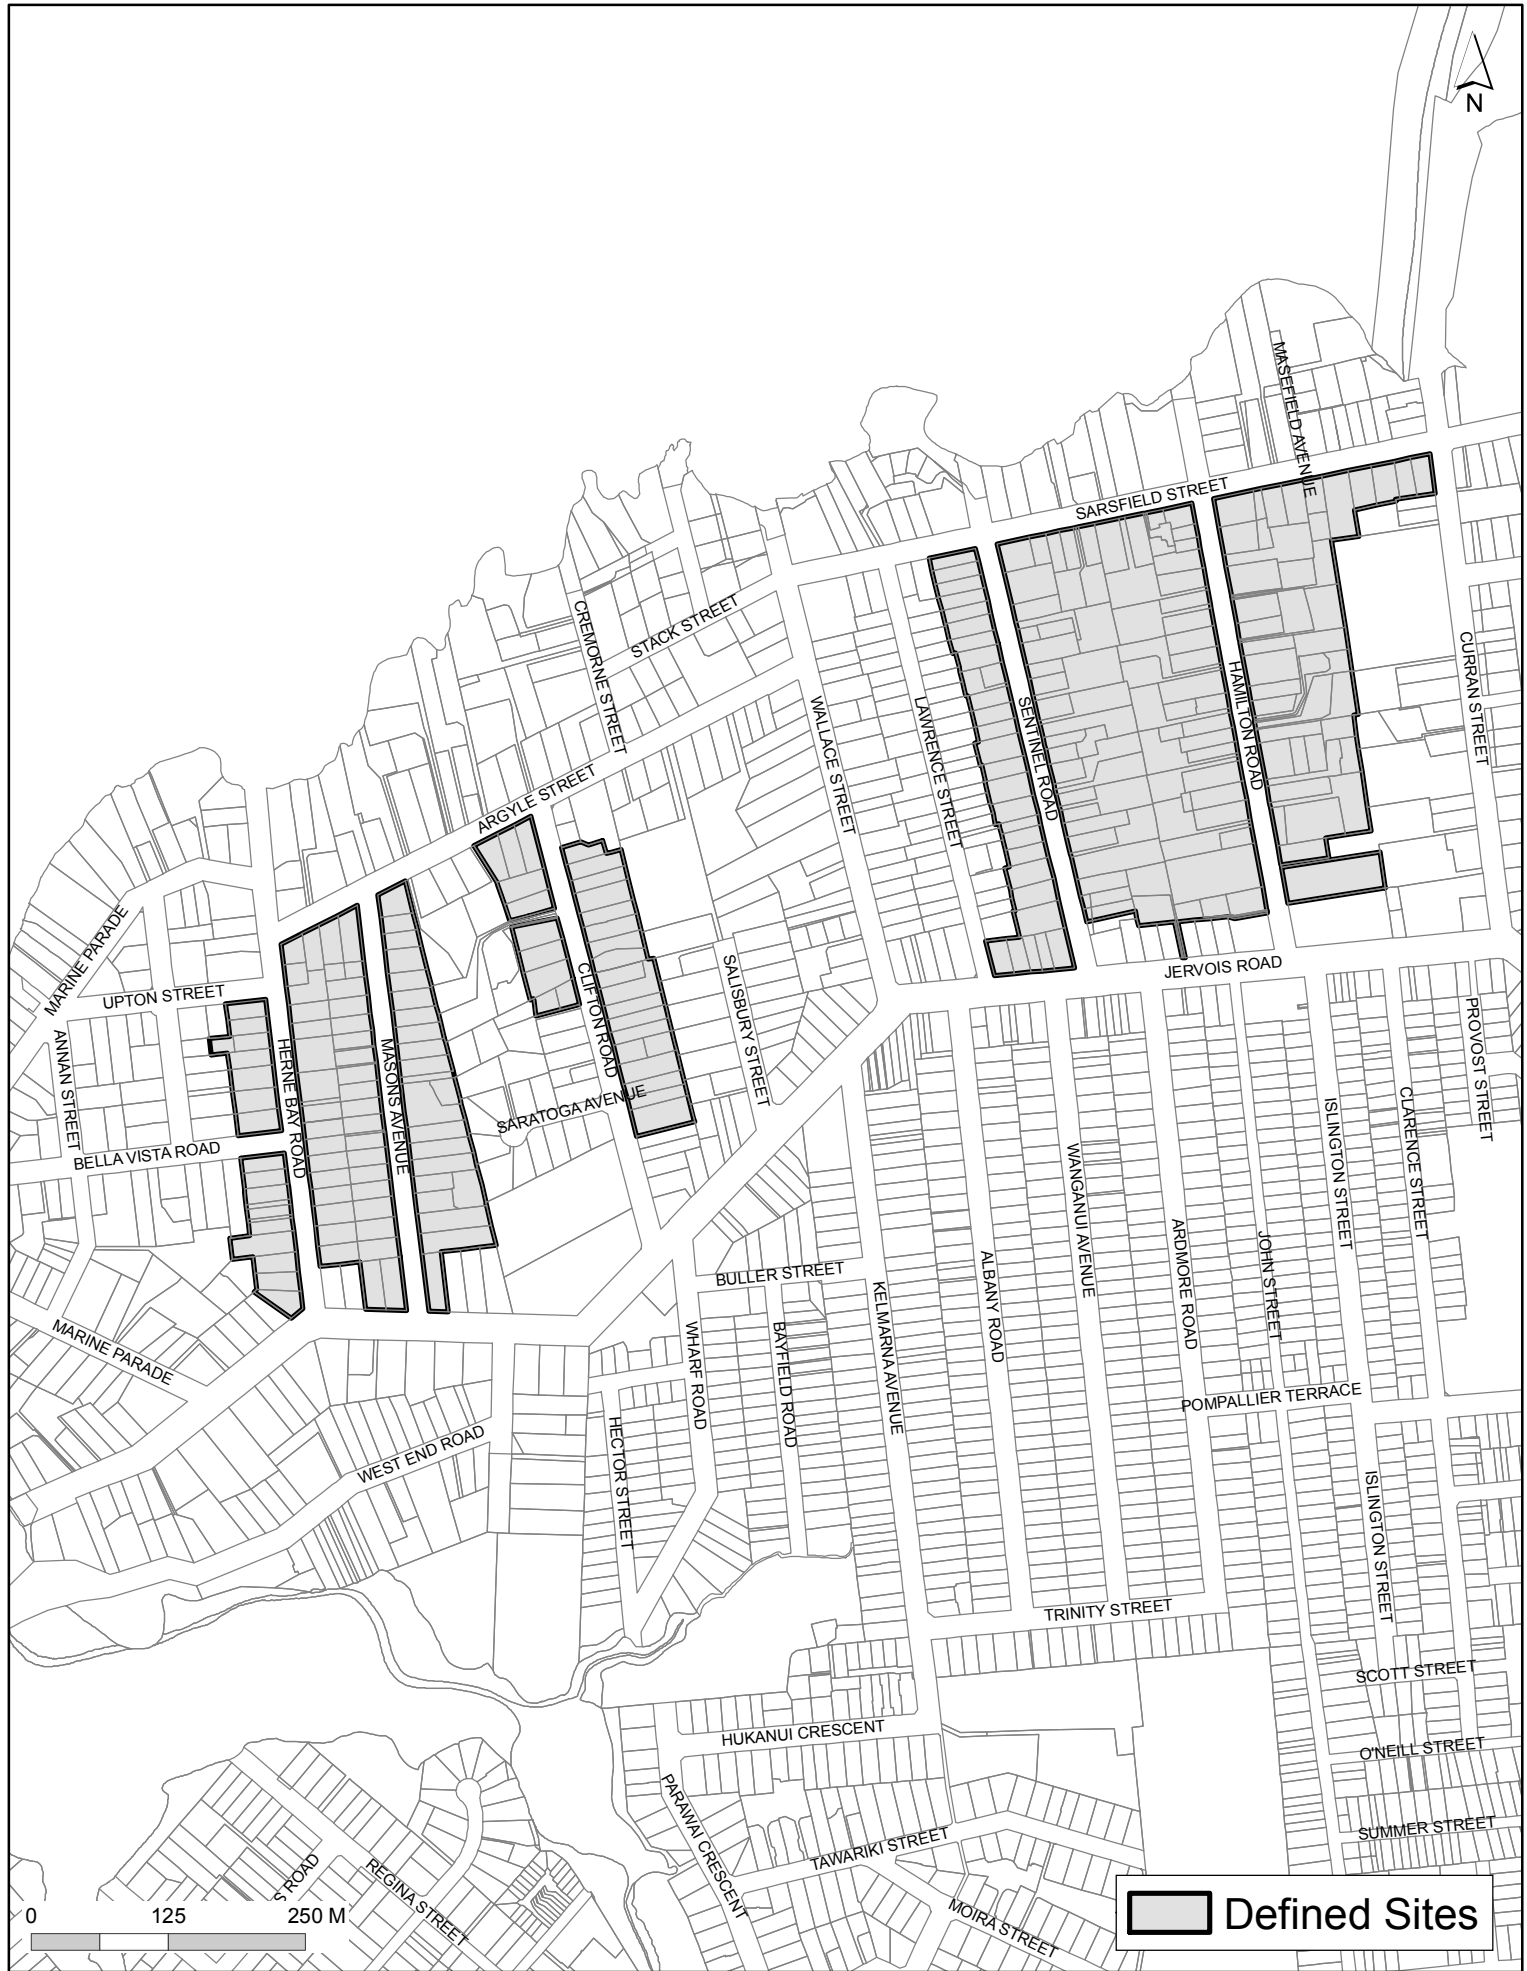 N
MASEFIELD AVENUE
SARSFIELD STREET
CREMORNE STREET
STACK STREET
CURRAN STREET
HAMILTON ROAD
SENTINEL ROAD
LAWRENCE STREET
WALLACE STREET
ARGYLE STREET
MARINE PARADE
UPTON STREET
CLIFTON ROAD
SALISBURY STREET
JERVOIS ROAD
PROVOST STREET
ANNAN STREET
HERNE BAY ROAD
MASONS AVENUE
SARATOGA AVENUE
BELLA VISTA ROAD
CLARENCE STREET
ISLINGTON STREET
WANGANUI AVENUE
ARDMORE ROAD
JOHN STREET
ALBANY ROAD
BULLER STREET
KELMARNA AVENUE
MARINE PARADE
WHARF ROAD
BAYFIELD ROAD
POMPALLIER TERRACE
WEST END ROAD
HECTOR STREET
ISLINGTON STREET
TRINITY STREET
SCOTT STREET
HUKANUI CRESCENT
O'NEILL STREET
PARAWAI CRESCENT
SUMMER STREET
TAWARIKI STREET
S ROAD
REGINA STREET
MOIRA STREET
0 125 250 M
Defined Sites